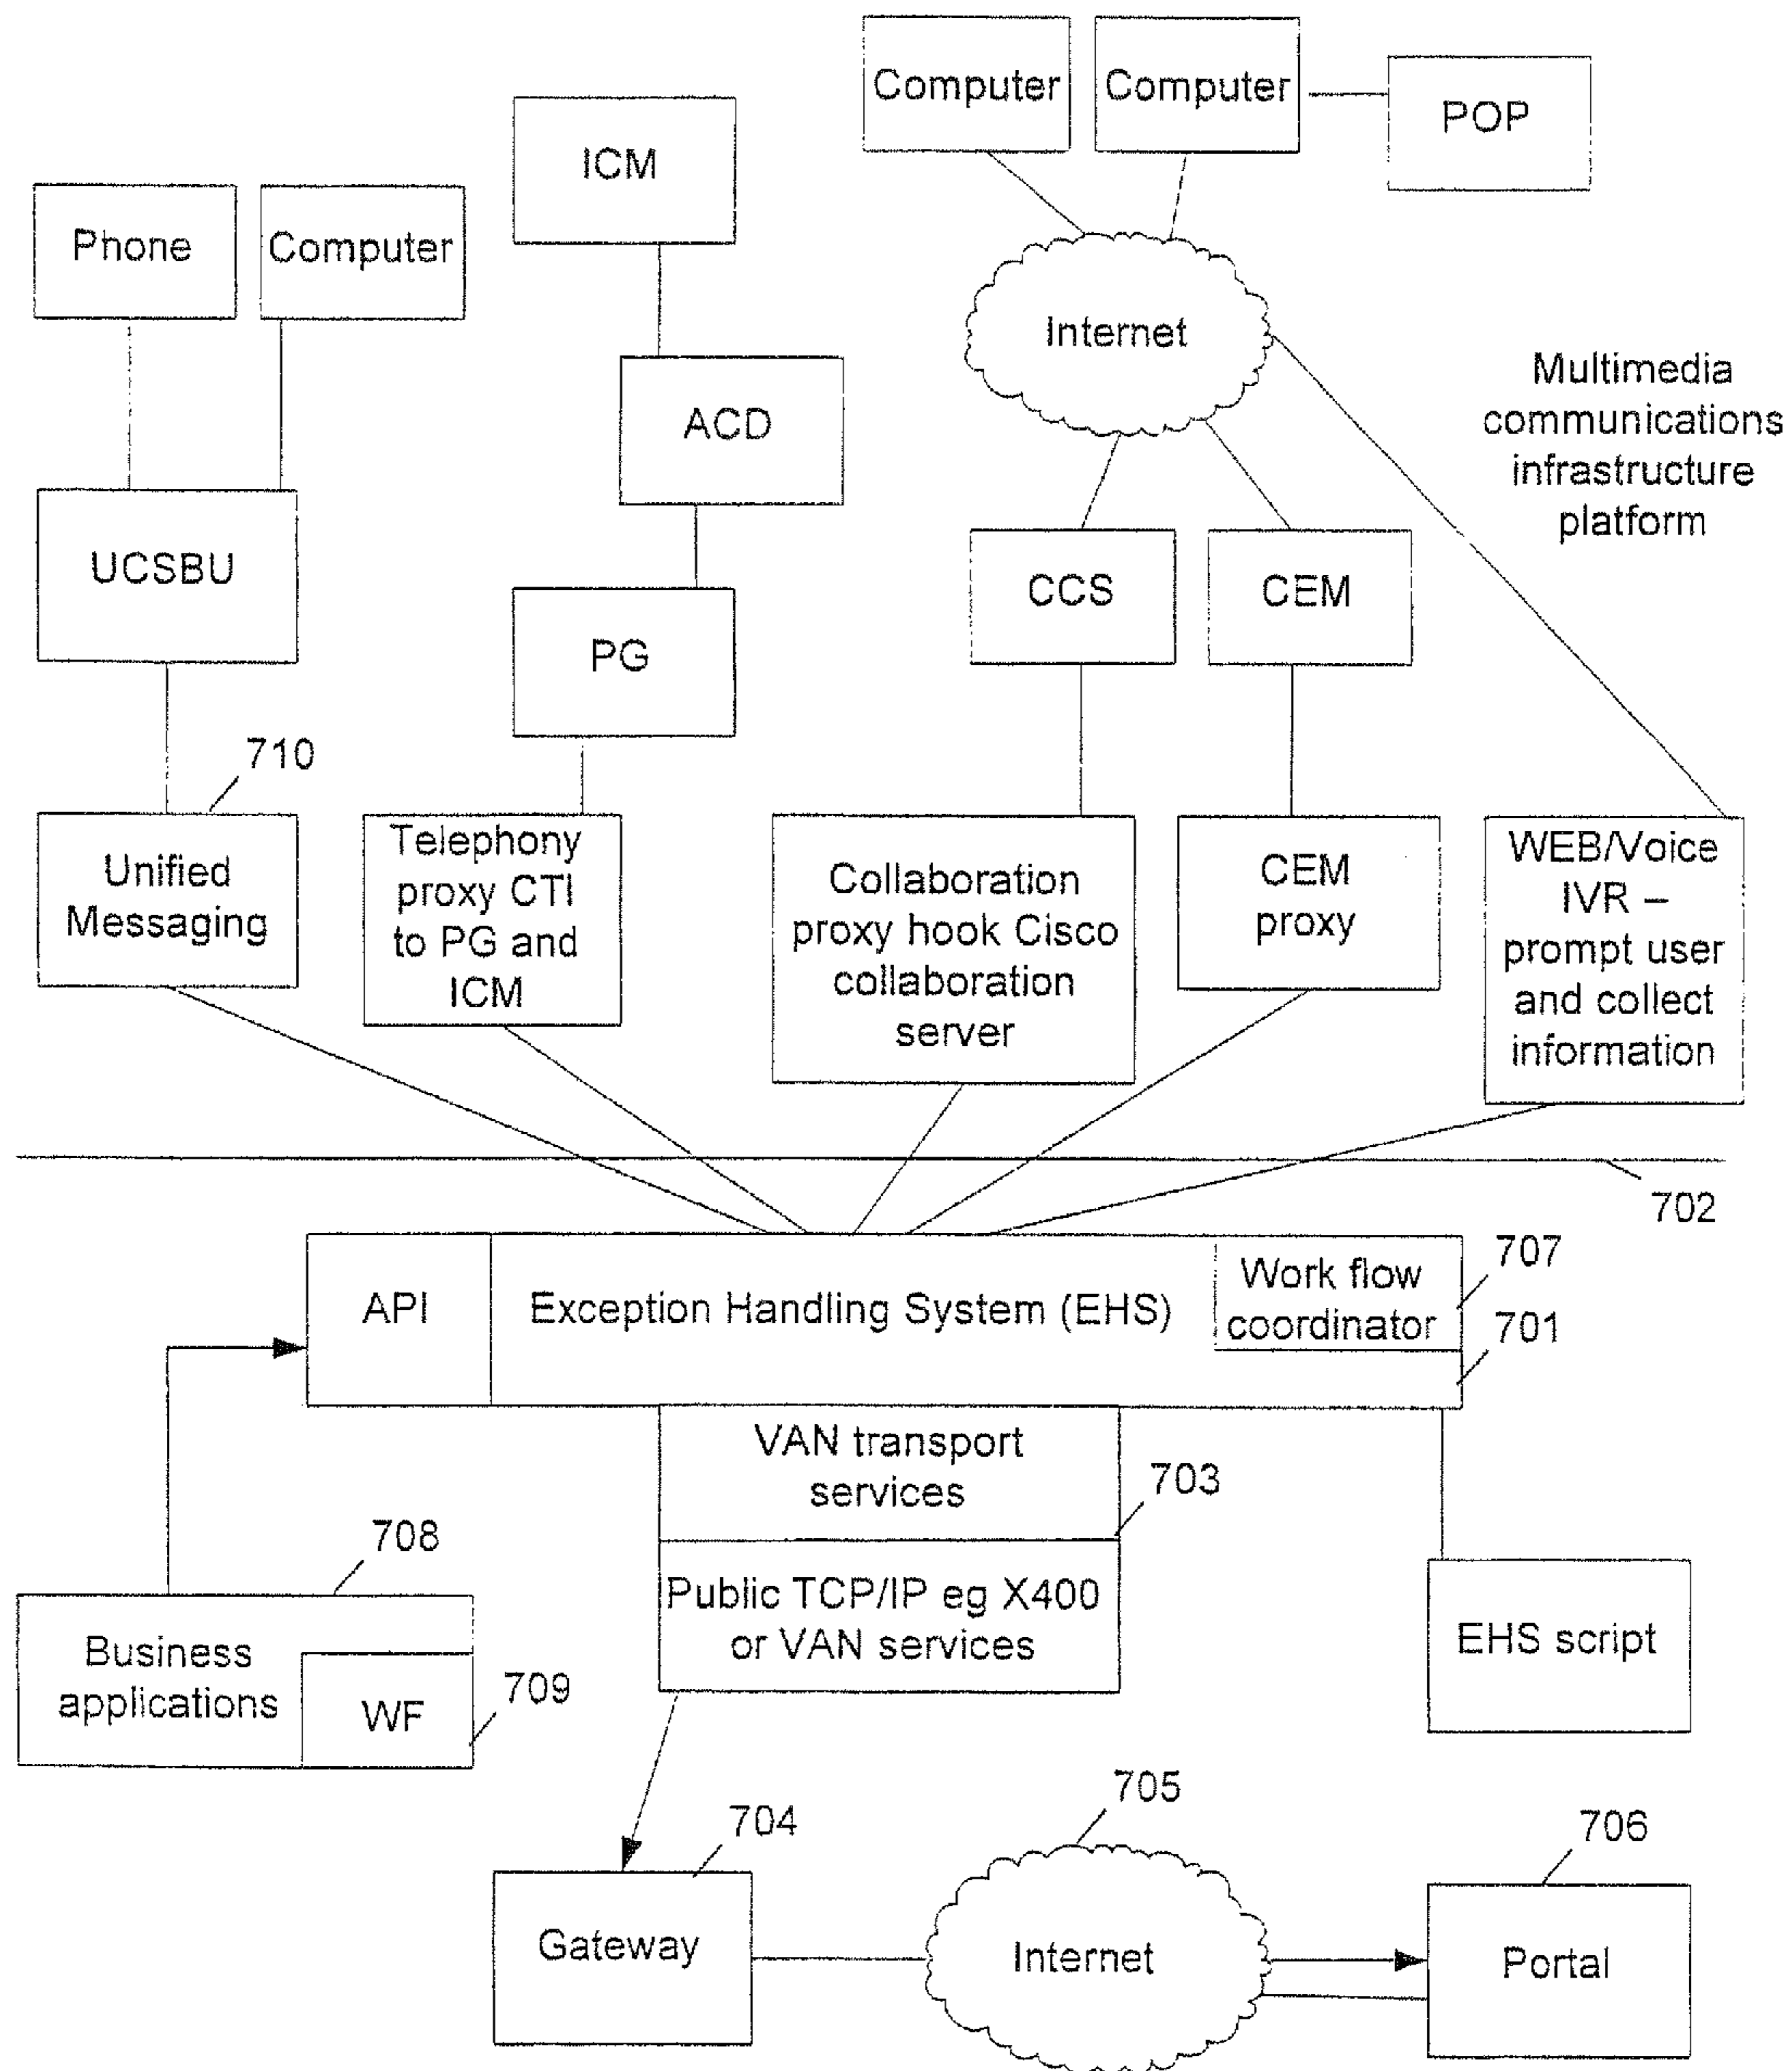 Computer
Computer
POP
ICM
Phone
Computer
Internet
Multimedia
communications
infrastructure
platform
ACD
UCSBU
CCS
CEM
PG
710
Unified
Messaging
Telephony
proxy CTI
to PG and
ICM
Collaboration
proxy hook Cisco
collaboration
server
CEM
proxy
WEB/Voice
IVR –
prompt user
and collect
information
702
API
Exception Handling System (EHS)
Work flow
coordinator
707
701
VAN transport
services
703
708
Public TCP/IP eg X400
or VAN services
Business
applications
WF
709
EHS script
704
705
706
Gateway
Internet
Portal